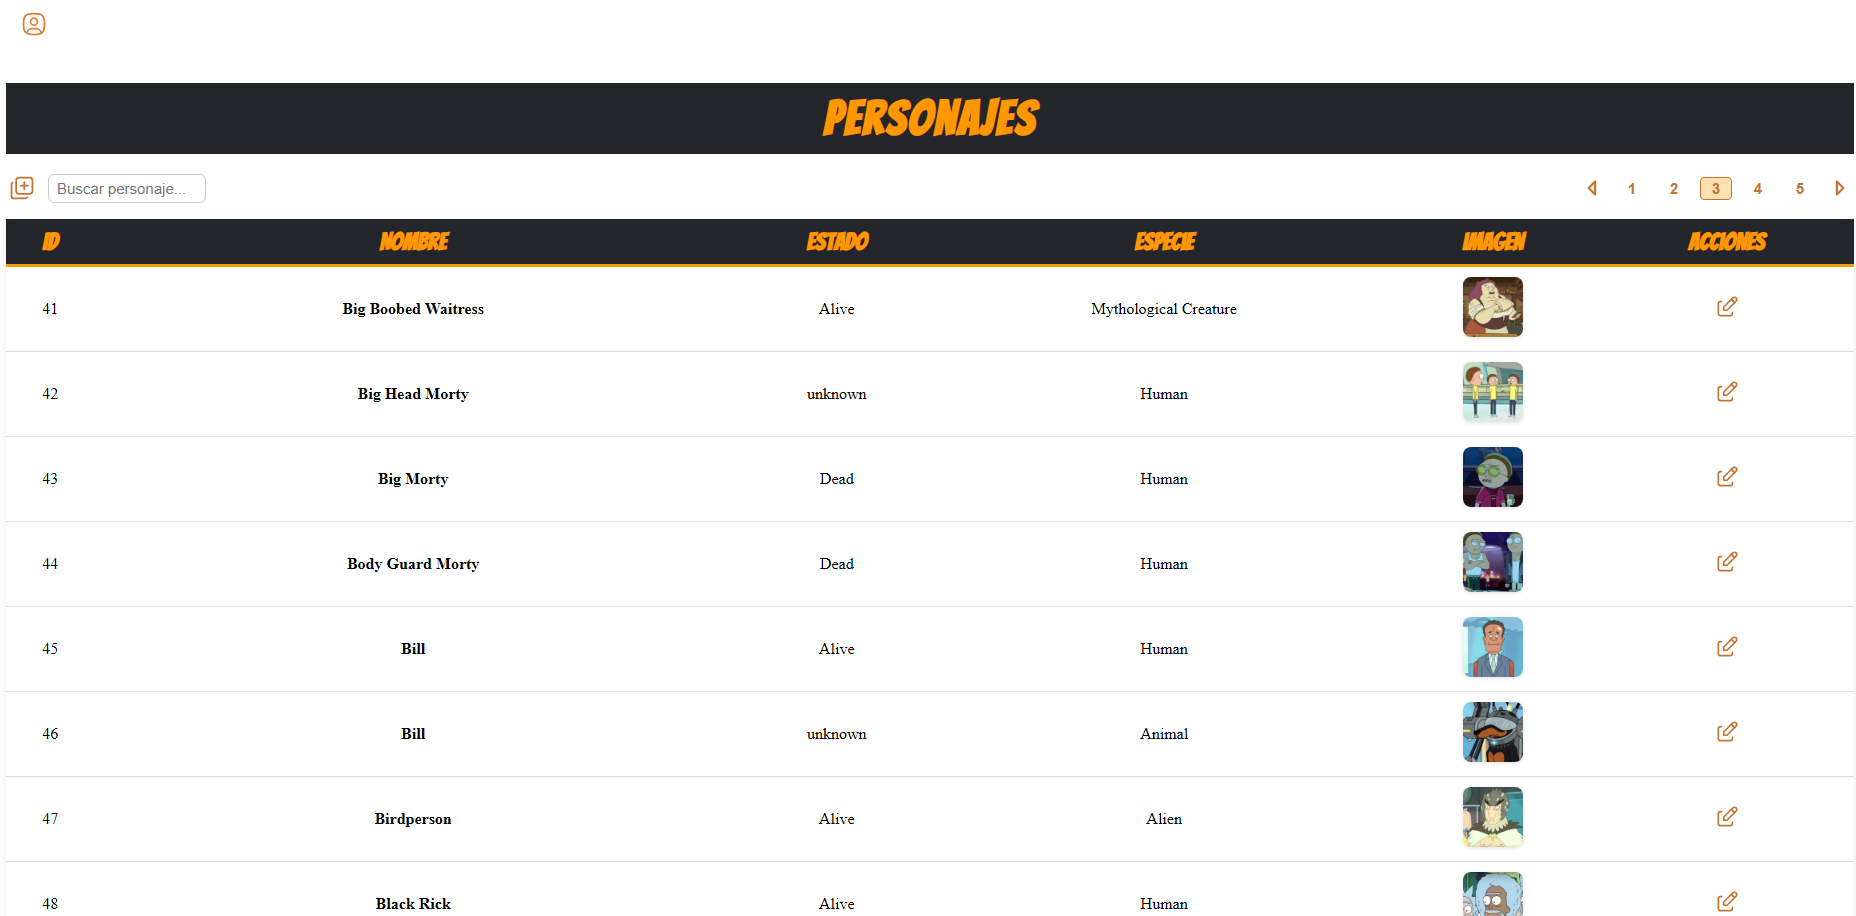 PERSONAJES
Buscar personaje...
1 2 3 4 5
ID NOMBRE ESTADO ESPECIE IMAGEN ACCIONES
41 Big Boobed Waitress Alive Mythological Creature
42 Big Head Morty unknown Human
43 Big Morty Dead Human
44 Body Guard Morty Dead Human
45 Bill Alive Human
46 Bill unknown Animal
47 Birdperson Alive Alien
48 Black Rick Alive Human